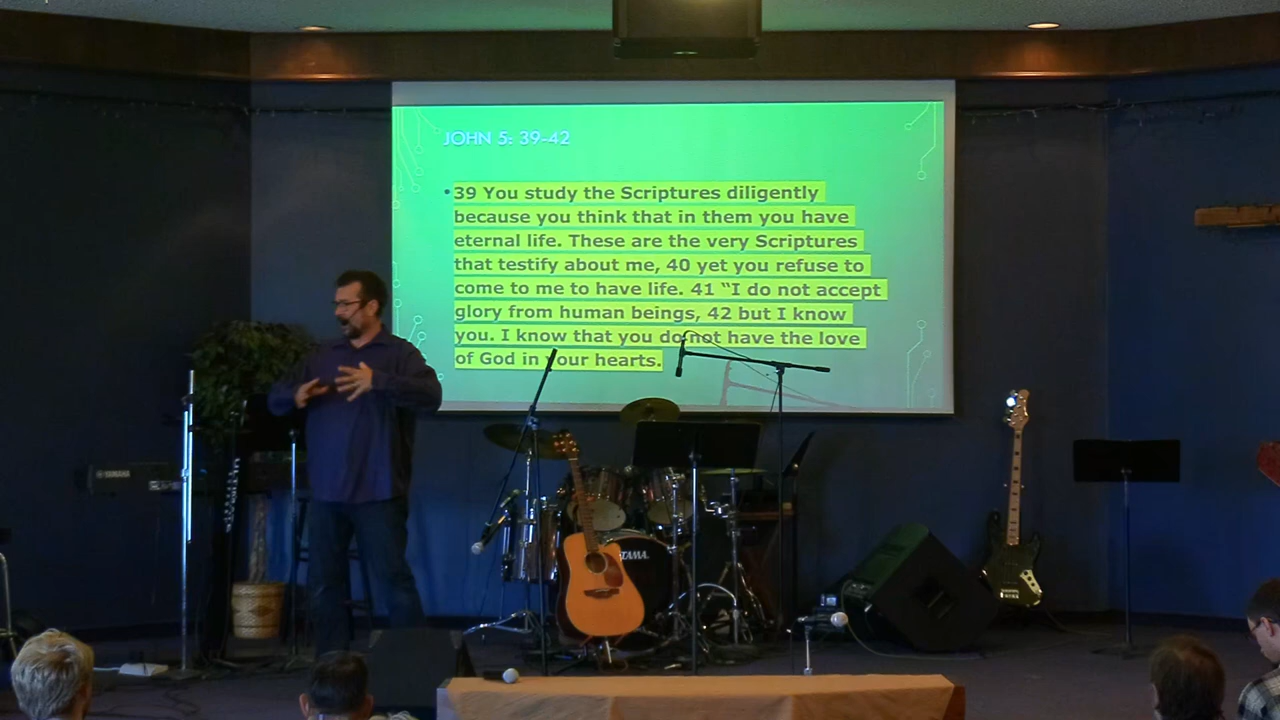 JOHN 5: 39-42
• 39 You study the Scriptures diligently
because you think that in them you have
eternal life. These are the very Scriptures
that testify about me, 40 yet you refuse to
come to me to have life. 41 “I do not accept
glory from human beings, 42 but I know
you. I know that you do not have the love
of God in your hearts.
YAMAHA
TAMA